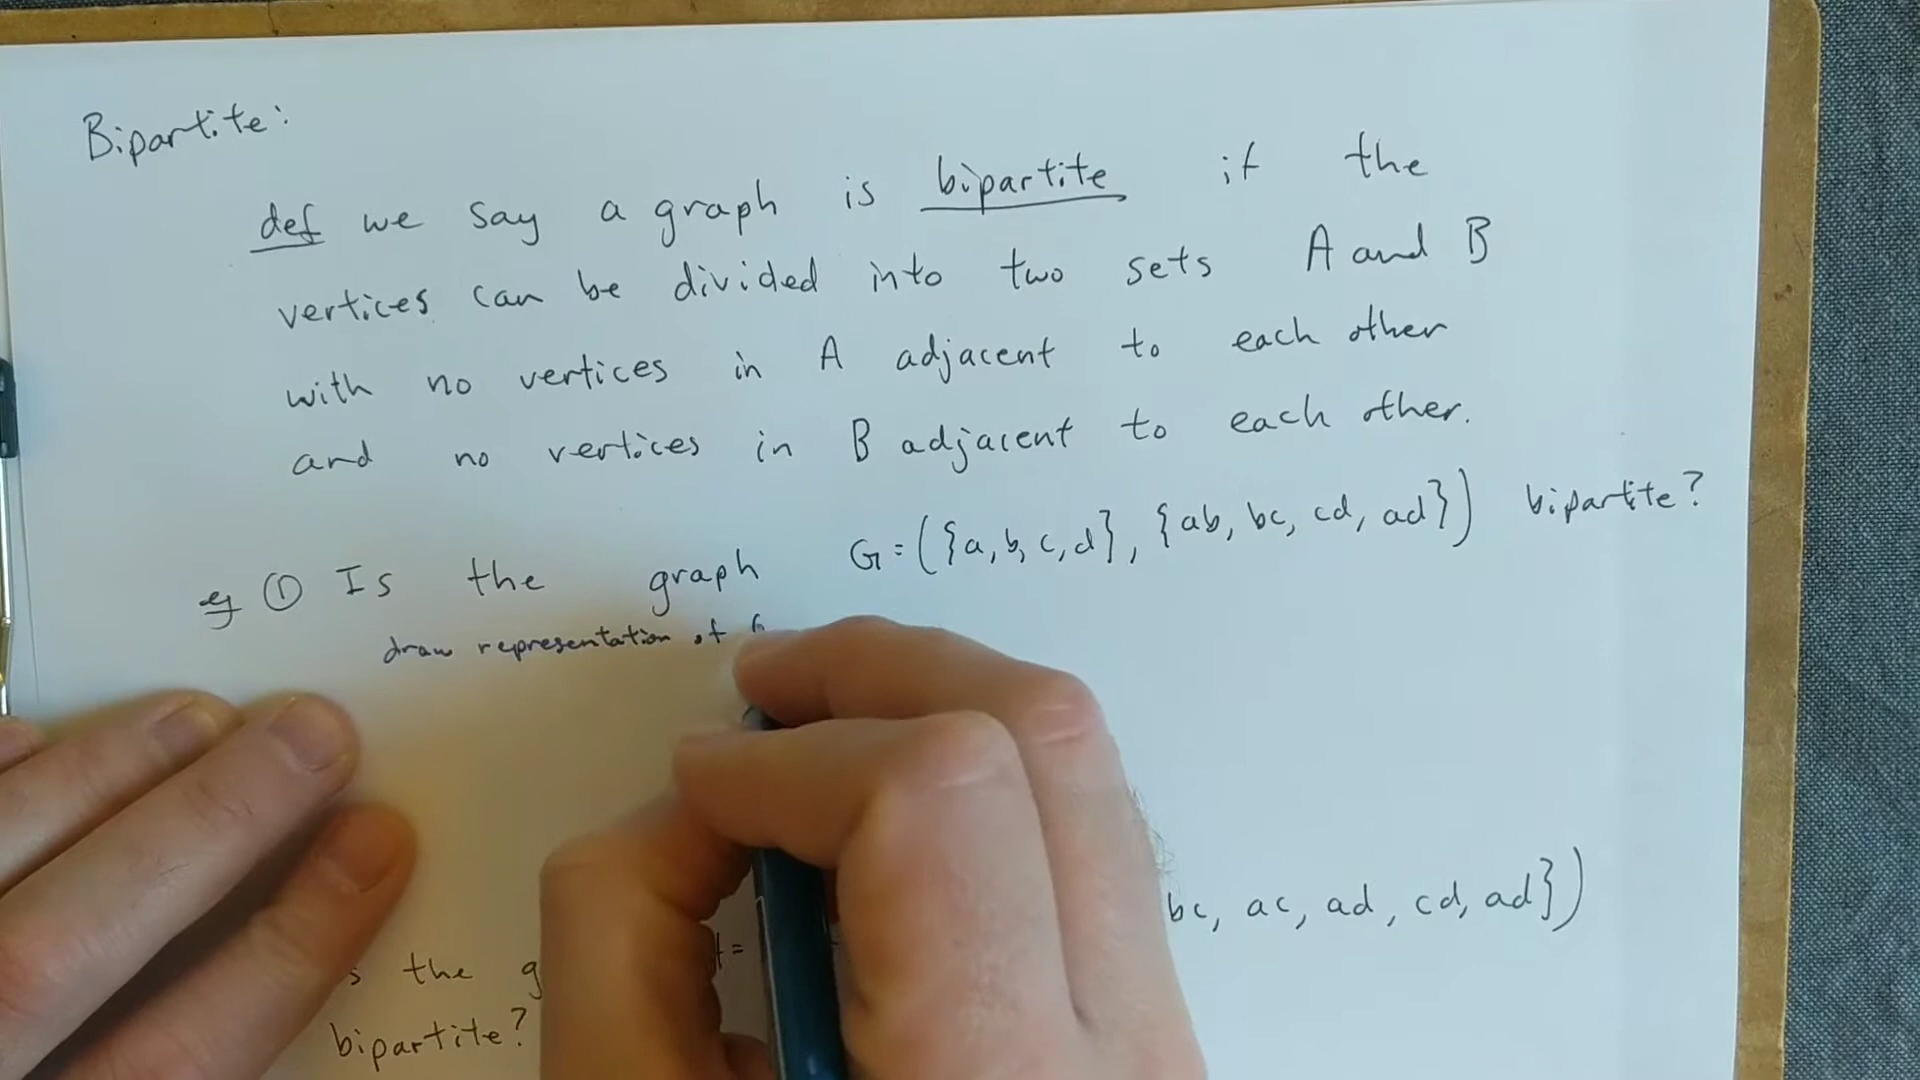 Bipartite:
def we say a graph is bipartite if the
vertices can be divided into two sets A and B
with no vertices in A adjacent to each other
and no vertices in B adjacent to each other.
eg ① Is the graph G = ({a, b, c, d}, {ab, bc, cd, ad}) bipartite?
draw representation of G
the bc, ac, ad, cd, ad})
bipartite?